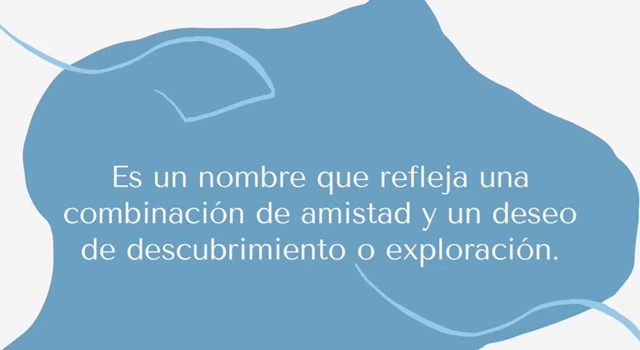 Es un nombre que refleja una
combinación de amistad y un deseo
de descubrimiento o exploración.